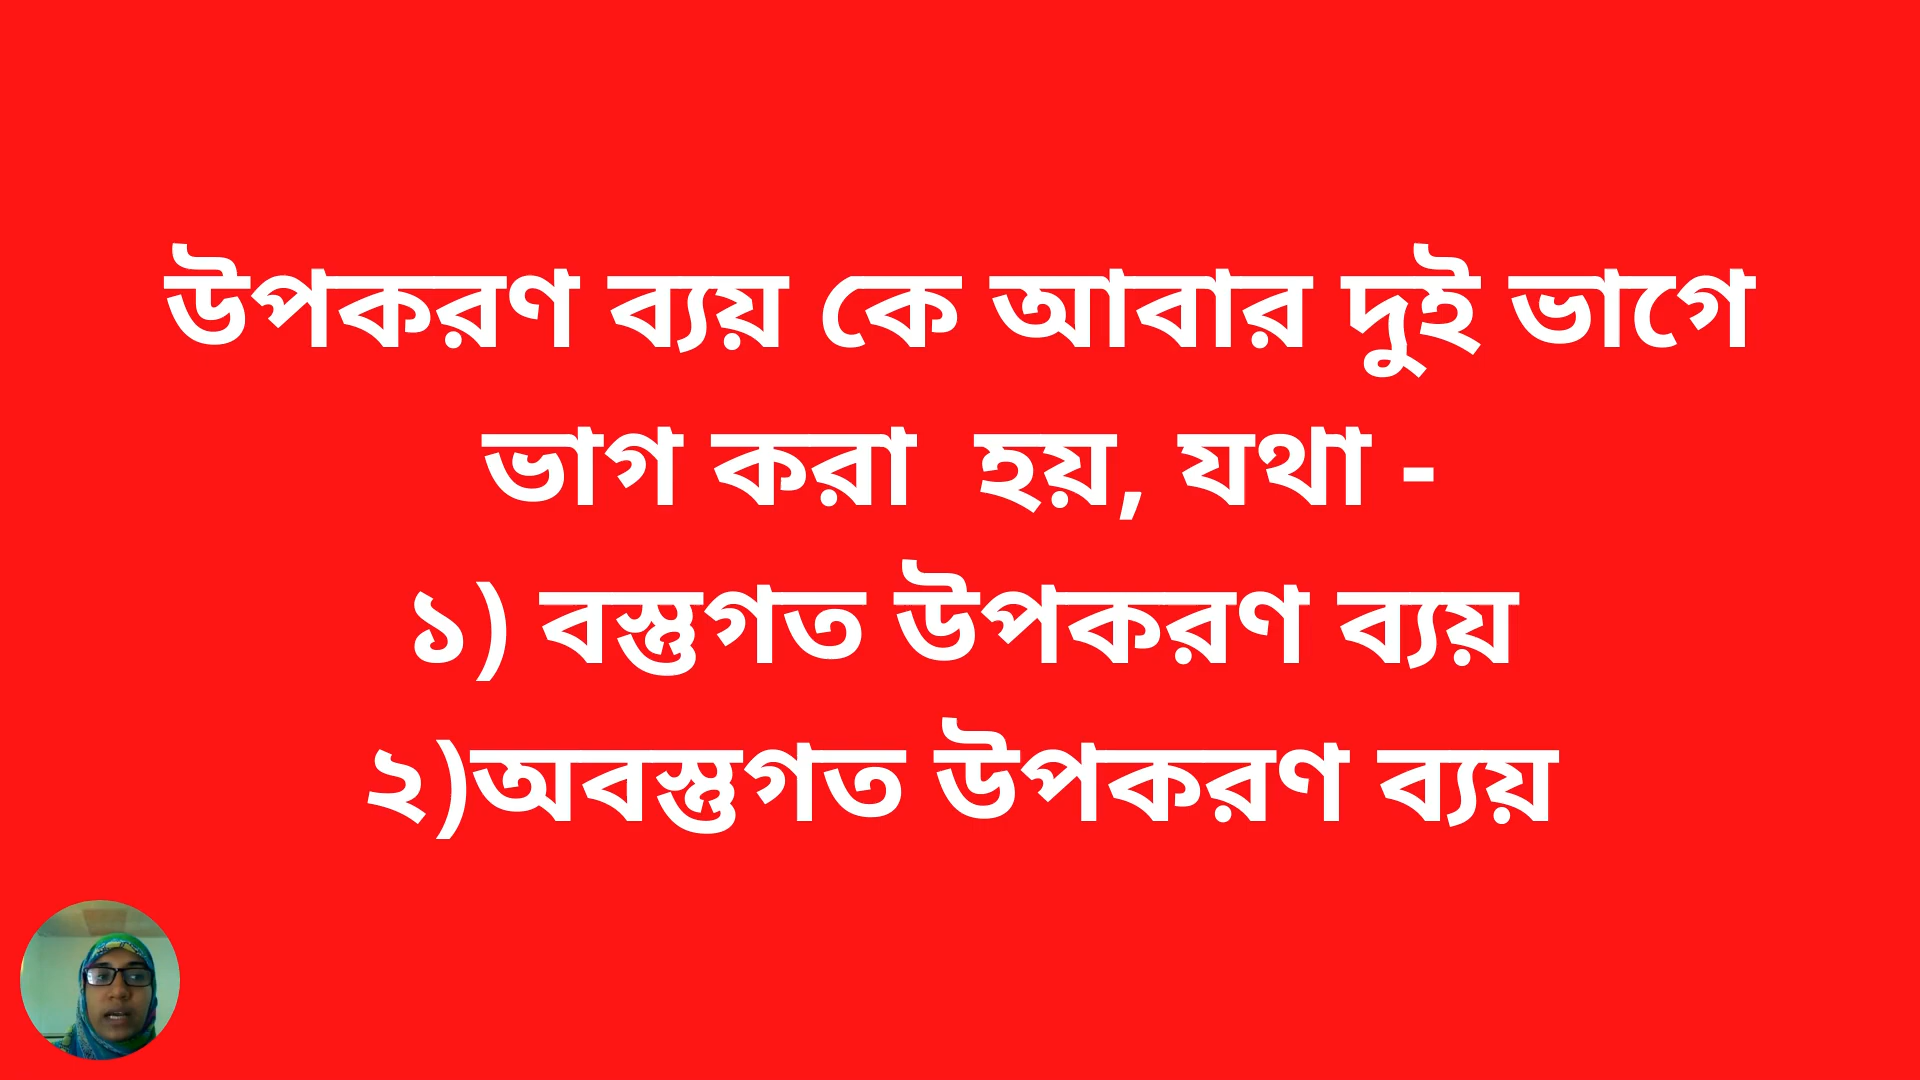 উপকরণ ব্যয় কে আবার দুই ভাগে
ভাগ করা হয়, যথা -
১) বস্তুগত উপকরণ ব্যয়
২)অবস্তুগত উপকরণ ব্যয়